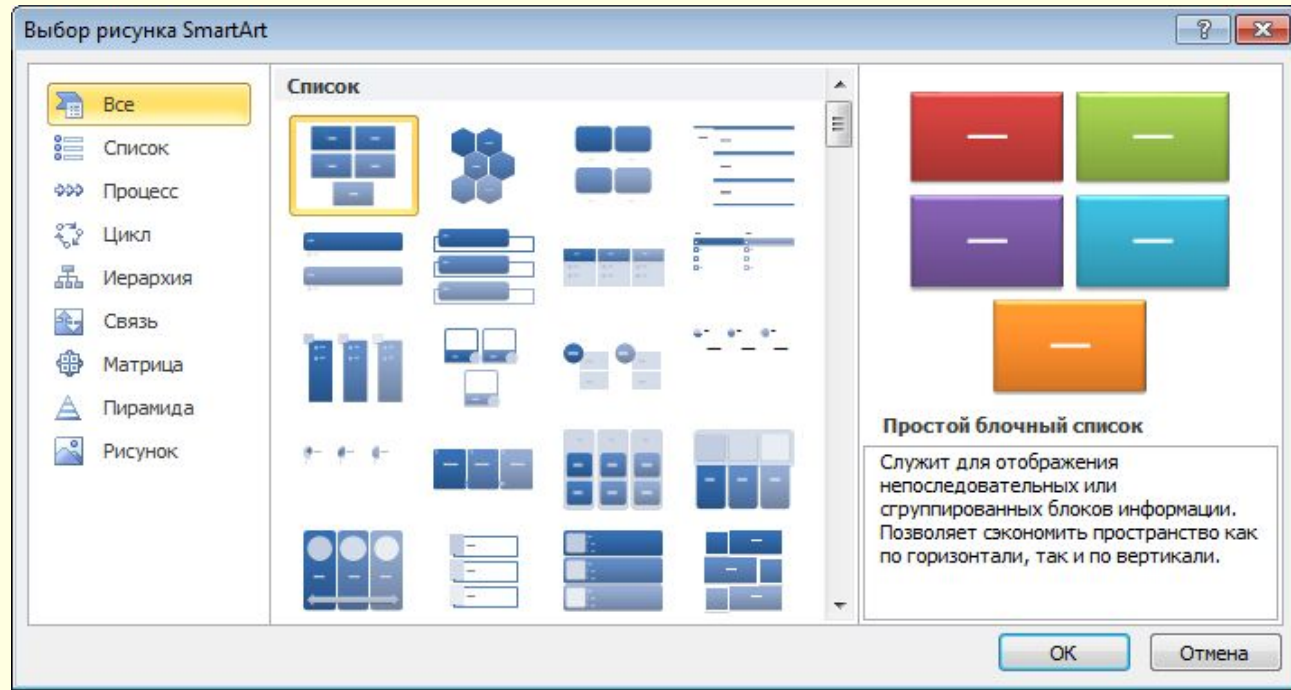 Выбор рисунка SmartArt
Все
Список
Процесс
Цикл
Иерархия
Связь
Матрица
Пирамида
Рисунок
Список
Простой блочный список
Служит для отображения
непоследовательных или
сгруппированных блоков информации.
Позволяет сэкономить пространство как
по горизонтали, так и по вертикали.
ОК
Отмена